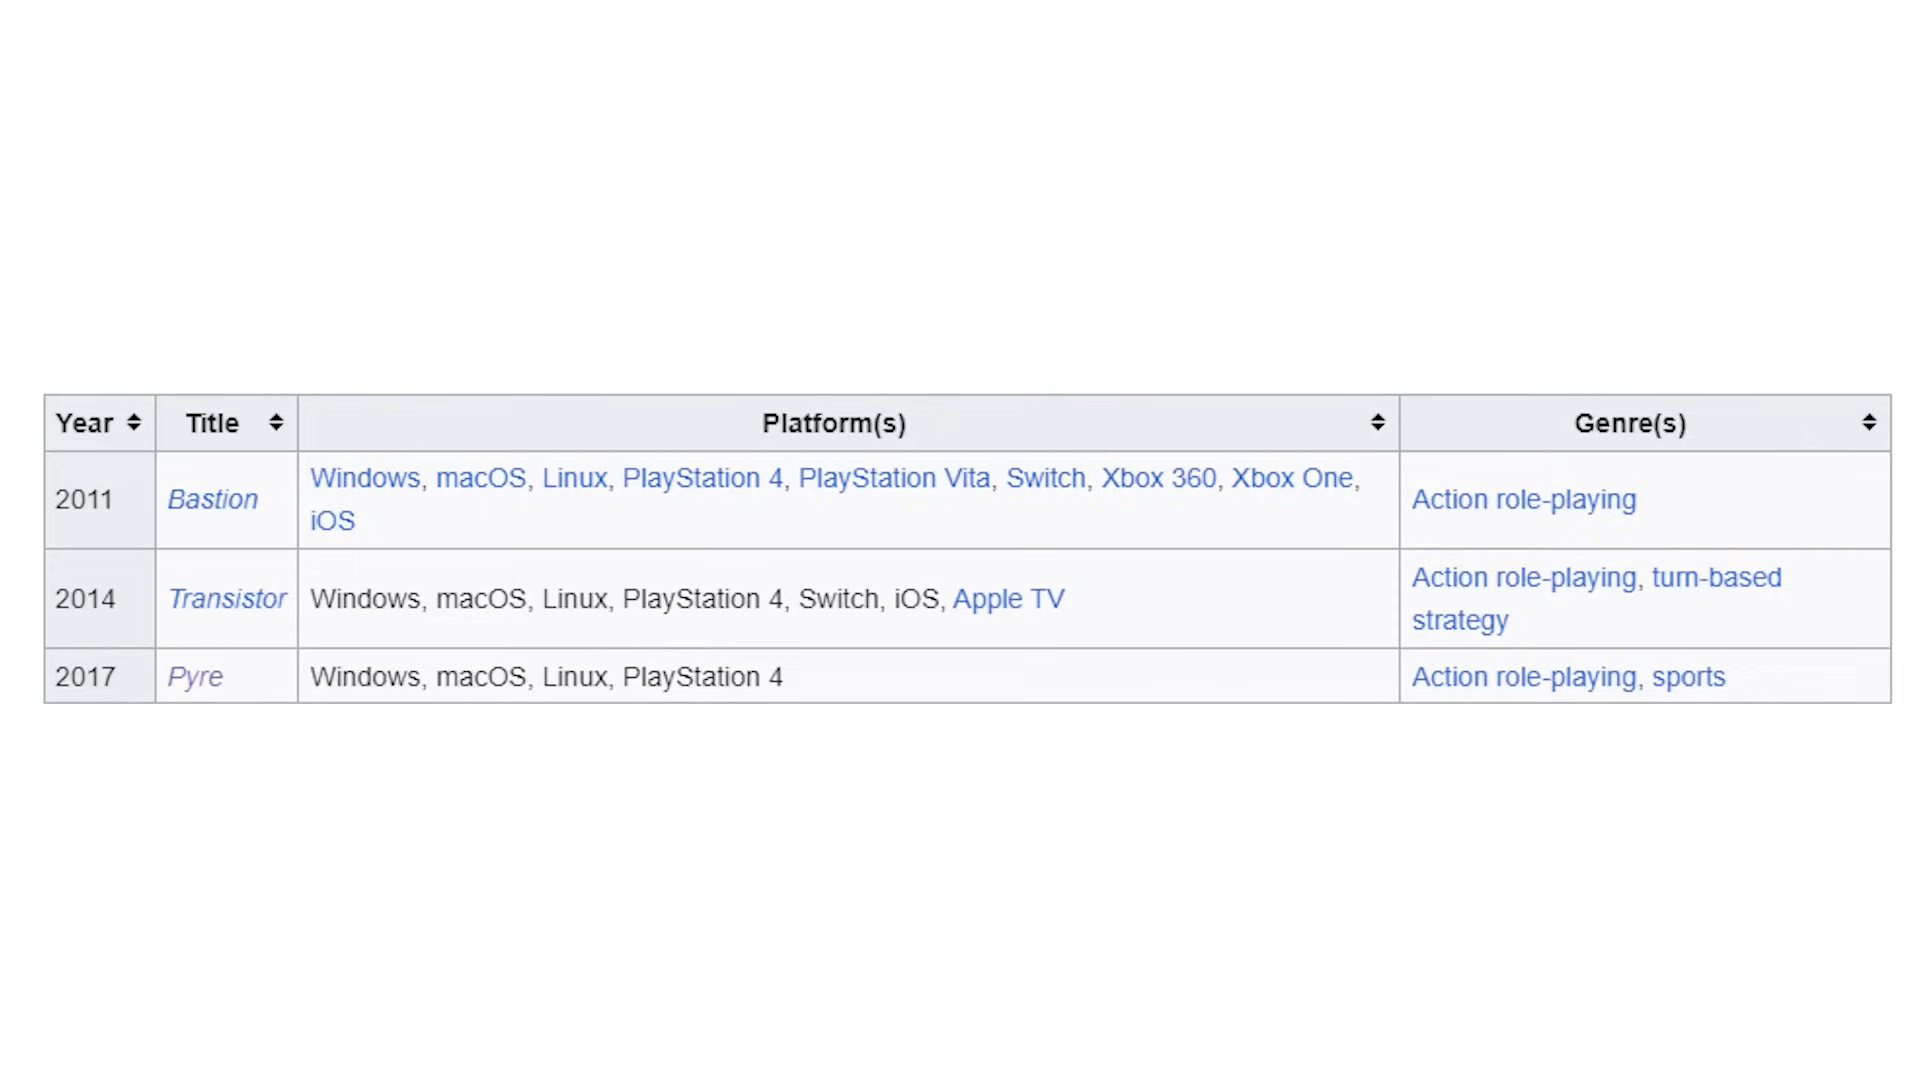 Year Title Platform(s) Genre(s)
2011 Bastion Windows, macOS, Linux, PlayStation 4, PlayStation Vita, Switch, Xbox 360, Xbox One, iOS Action role-playing
2014 Transistor Windows, macOS, Linux, PlayStation 4, Switch, iOS, Apple TV Action role-playing, turn-based strategy
2017 Pyre Windows, macOS, Linux, PlayStation 4 Action role-playing, sports